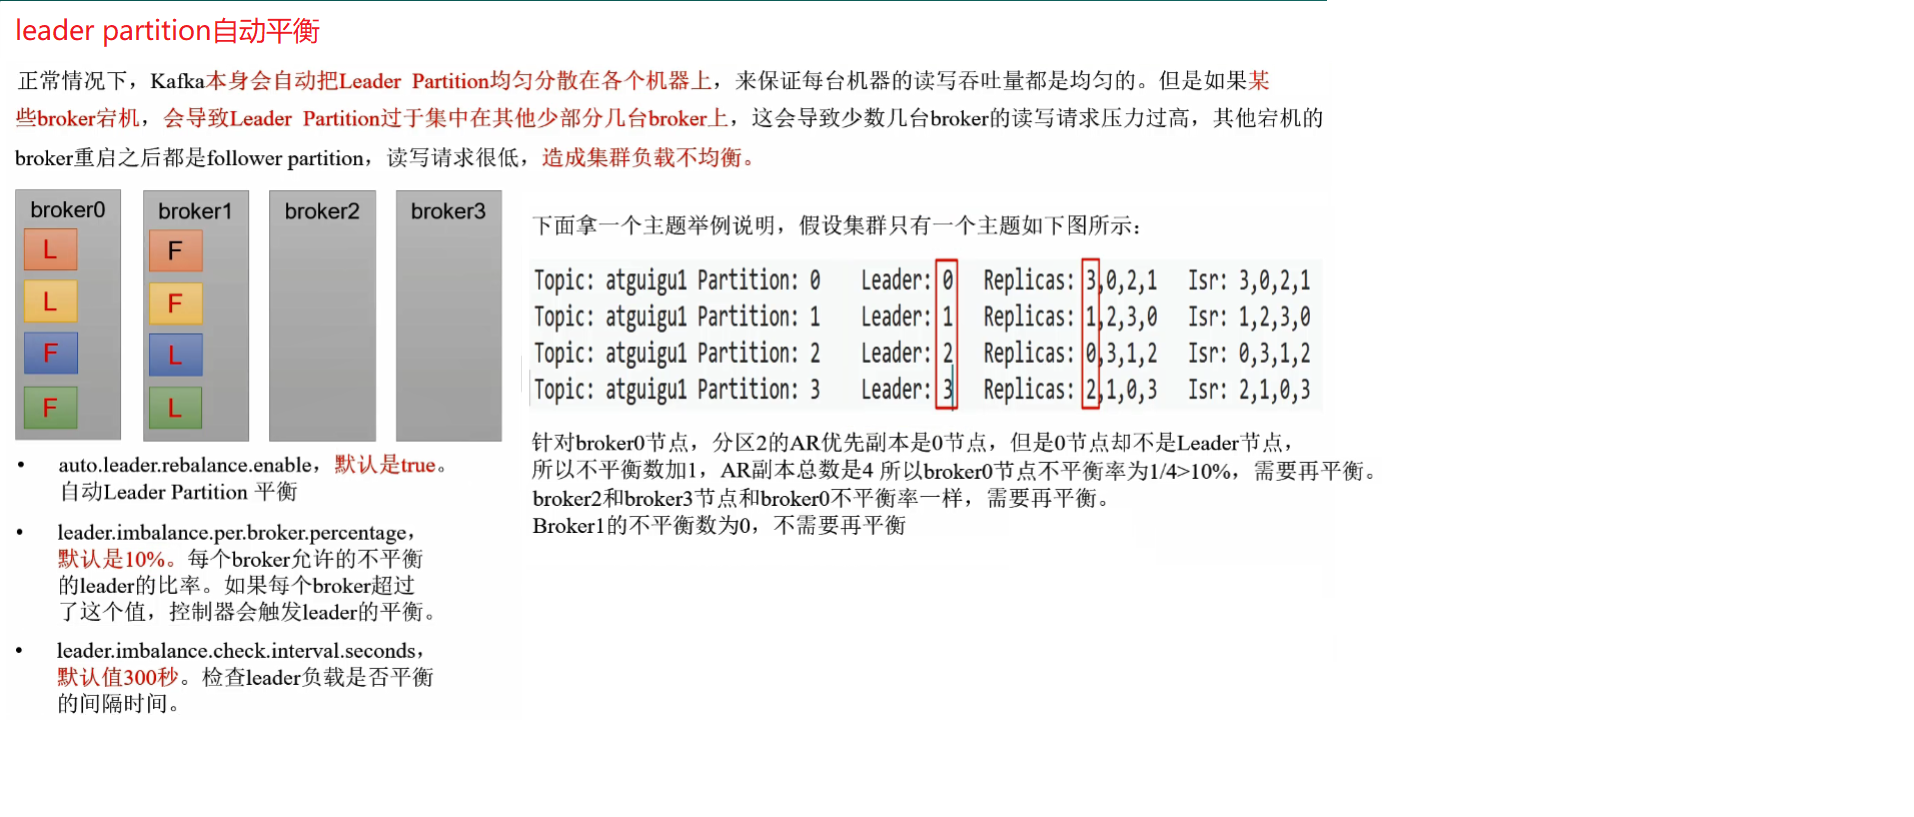 leader partition自动平衡
正常情况下，Kafka本身会自动把Leader Partition均匀分散在各个机器上，来保证每台机器的读写吞吐量都是均匀的。但是如果某
些broker宕机，会导致Leader Partition过于集中在其他少部分几台broker上，这会导致少数几台broker的读写请求压力过高，其他宕机的
broker重启之后都是follower partition，读写请求很低，造成集群负载不均衡。
broker0
L
L
F
F
broker1
F
F
L
L
broker2
broker3
auto.leader.rebalance.enable，默认是true。
自动Leader Partition 平衡
leader.imbalance.per.broker.percentage，
默认是10%。每个broker允许的不平衡
的leader的比率。如果每个broker超过
了这个值，控制器会触发leader的平衡。
leader.imbalance.check.interval.seconds，
默认值300秒。检查leader负载是否平衡
的间隔时间。
下面拿一个主题举例说明，假设集群只有一个主题如下图所示：
Topic: atguigu1 Partition: 0 Leader: 0 Replicas: 3,0,2,1 Isr: 3,0,2,1
Topic: atguigu1 Partition: 1 Leader: 1 Replicas: 1,2,3,0 Isr: 1,2,3,0
Topic: atguigu1 Partition: 2 Leader: 2 Replicas: 0,3,1,2 Isr: 0,3,1,2
Topic: atguigu1 Partition: 3 Leader: 3 Replicas: 2,1,0,3 Isr: 2,1,0,3
针对broker0节点，分区2的AR优先副本是0节点，但是0节点却不是Leader节点，
所以不平衡数加1，AR副本总数是4 所以broker0节点不平衡率为1/4>10%，需要再平衡。
broker2和broker3节点和broker0不平衡率一样，需要再平衡。
Broker1的不平衡数为0，不需要再平衡